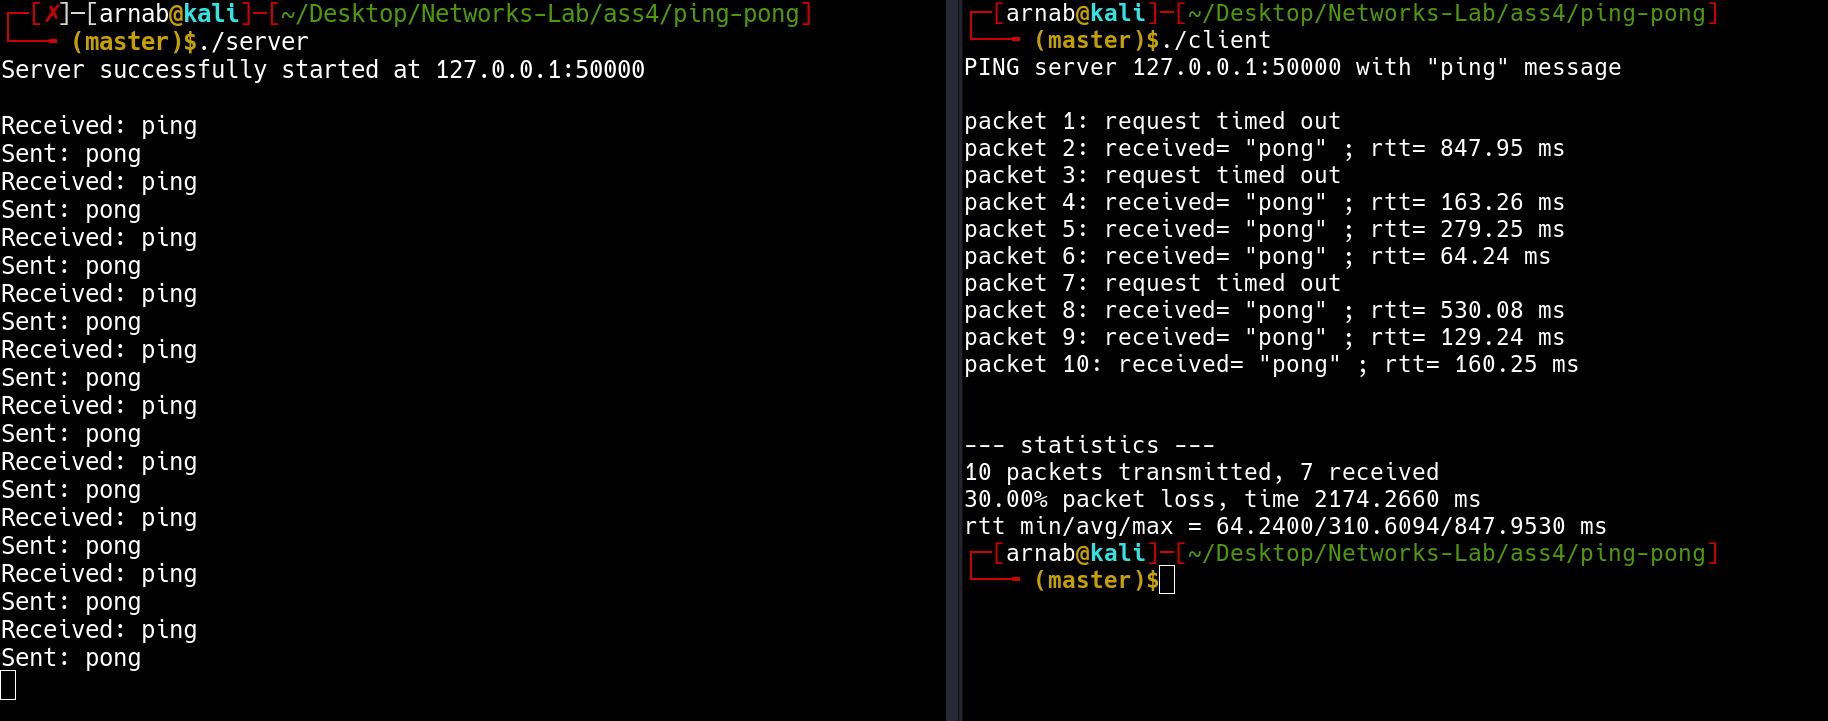 ┌─[✗]─[arnab@kali]─[~/Desktop/Networks-Lab/ass4/ping-pong]
└──╼ (master)$./server
Server successfully started at 127.0.0.1:50000

Received: ping
Sent: pong
Received: ping
Sent: pong
Received: ping
Sent: pong
Received: ping
Sent: pong
Received: ping
Sent: pong
Received: ping
Sent: pong
Received: ping
Sent: pong
Received: ping
Sent: pong
Received: ping
Sent: pong
Received: ping
Sent: pong

┌─[arnab@kali]─[~/Desktop/Networks-Lab/ass4/ping-pong]
└──╼ (master)$./client
PING server 127.0.0.1:50000 with "ping" message

packet 1: request timed out
packet 2: received= "pong" ; rtt= 847.95 ms
packet 3: request timed out
packet 4: received= "pong" ; rtt= 163.26 ms
packet 5: received= "pong" ; rtt= 279.25 ms
packet 6: received= "pong" ; rtt= 64.24 ms
packet 7: request timed out
packet 8: received= "pong" ; rtt= 530.08 ms
packet 9: received= "pong" ; rtt= 129.24 ms
packet 10: received= "pong" ; rtt= 160.25 ms

--- statistics ---
10 packets transmitted, 7 received
30.00% packet loss, time 2174.2660 ms
rtt min/avg/max = 64.2400/310.6094/847.9530 ms
┌─[arnab@kali]─[~/Desktop/Networks-Lab/ass4/ping-pong]
└──╼ (master)$